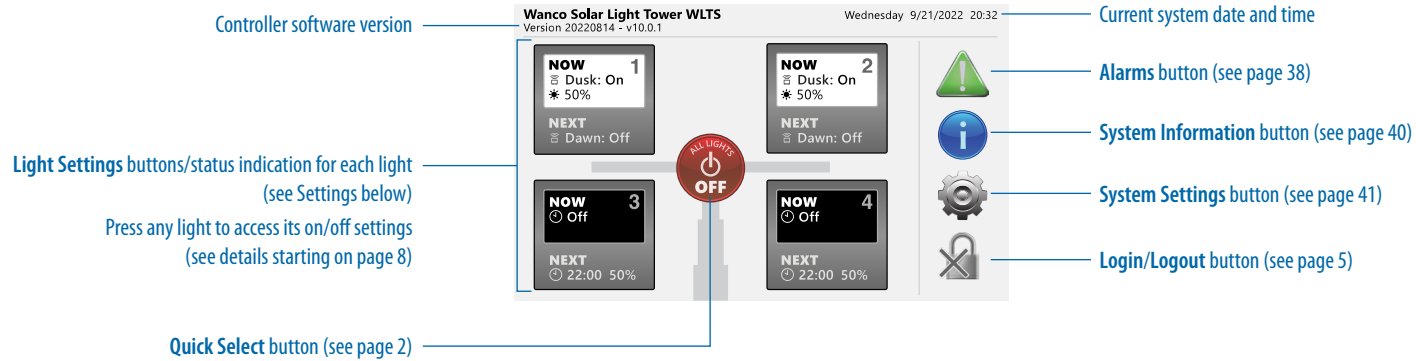 Controller software version
Light Settings buttons/status indication for each light
(see Settings below)
Press any light to access its on/off settings
(see details starting on page 8)
Quick Select button (see page 2)
Wanco Solar Light Tower WLTS
Version 20220814 - v10.0.1
Wednesday 9/21/2022 20:32
NOW 1
Dusk: On
50%
NEXT
Dawn: Off
NOW 2
Dusk: On
50%
NEXT
Dawn: Off
ALL LIGHTS
OFF
NOW 3
Off
NEXT
22:00 50%
NOW 4
Off
NEXT
22:00 50%
i
Current system date and time
Alarms button (see page 38)
System Information button (see page 40)
System Settings button (see page 41)
Login/Logout button (see page 5)